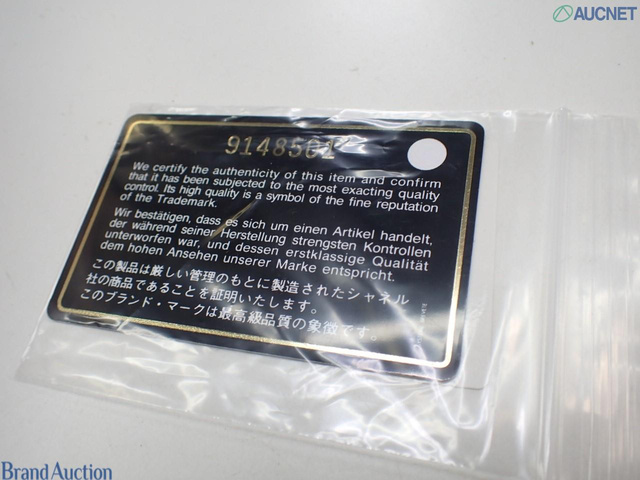 AUCNET
9148501
We certify the authenticity of this item and confirm
that it has been subjected to the most exacting quality
control. Its high quality is a symbol of the fine reputation
of the Trademark.
Wir bestätigen, dass es sich um einen Artikel handelt,
der während seiner Herstellung strengsten Kontrollen
unterworfen war, und dessen erstklassige Qualität
dem hohen Ansehen unserer Marke entspricht.
この製品は厳しい管理のもとに製造されたシャネル
社の商品であることを証明いたします。
このブランド・マークは最高級品質の象徴です。
Brand Auction